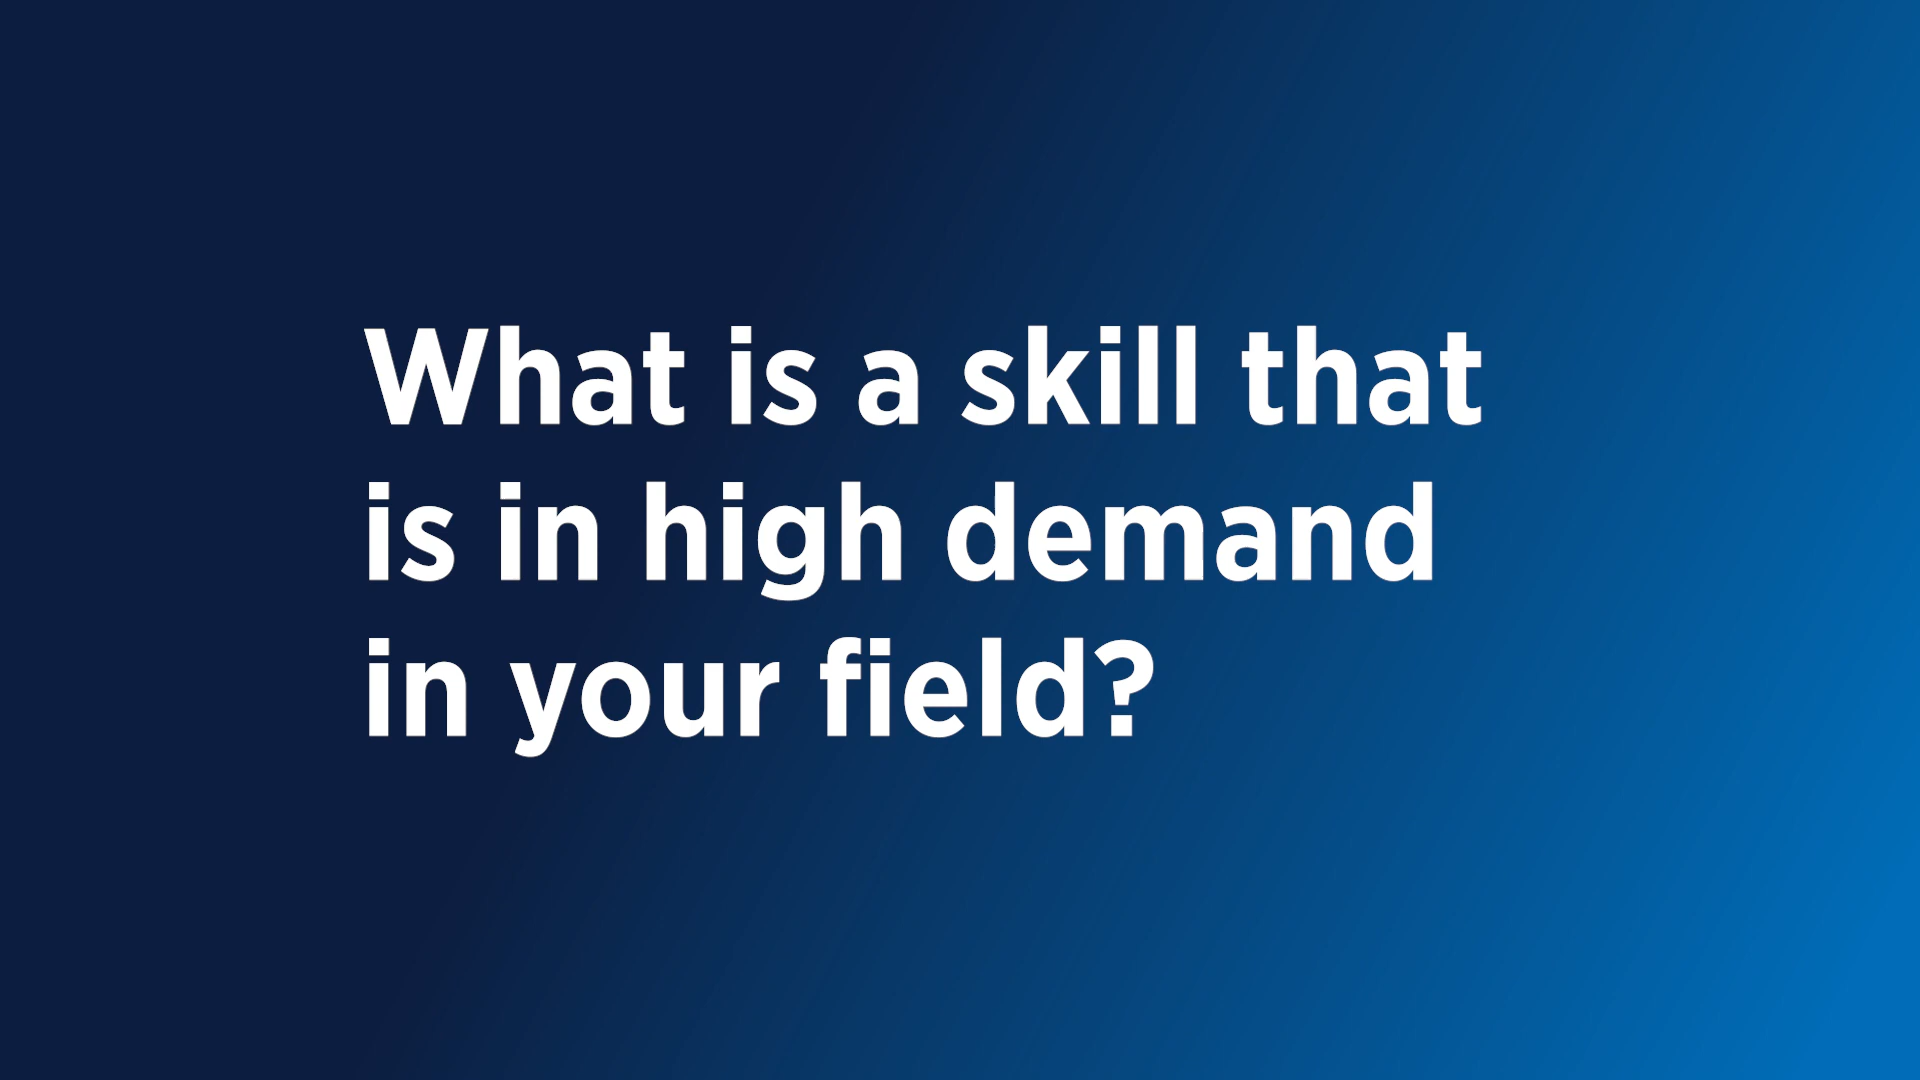 What is a skill that
is in high demand
in your field?